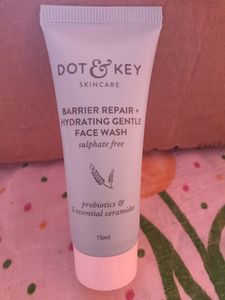 DOT & KEY
SKINCARE
BARRIER REPAIR +
HYDRATING GENTLE
FACE WASH
sulphate free
probiotics &
5 essential ceramides
15ml